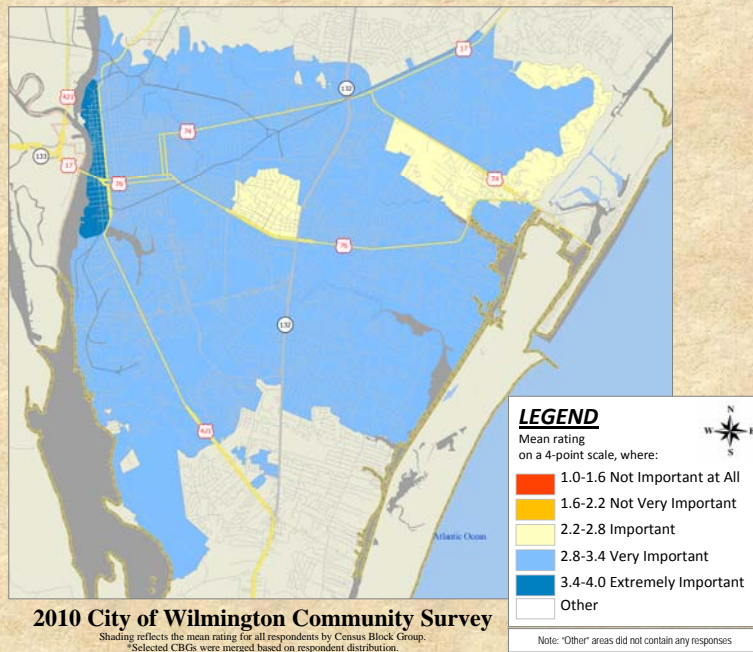 17
132
421
74
133
17
76
74
76
132
421
Atlantic Ocean
LEGEND
Mean rating
on a 4-point scale, where:
1.0-1.6 Not Important at All
1.6-2.2 Not Very Important
2.2-2.8 Important
2.8-3.4 Very Important
3.4-4.0 Extremely Important
Other
N
W E
S
2010 City of Wilmington Community Survey
Shading reflects the mean rating for all respondents by Census Block Group.
*Selected CBGs were merged based on respondent distribution.
Note: "Other" areas did not contain any responses